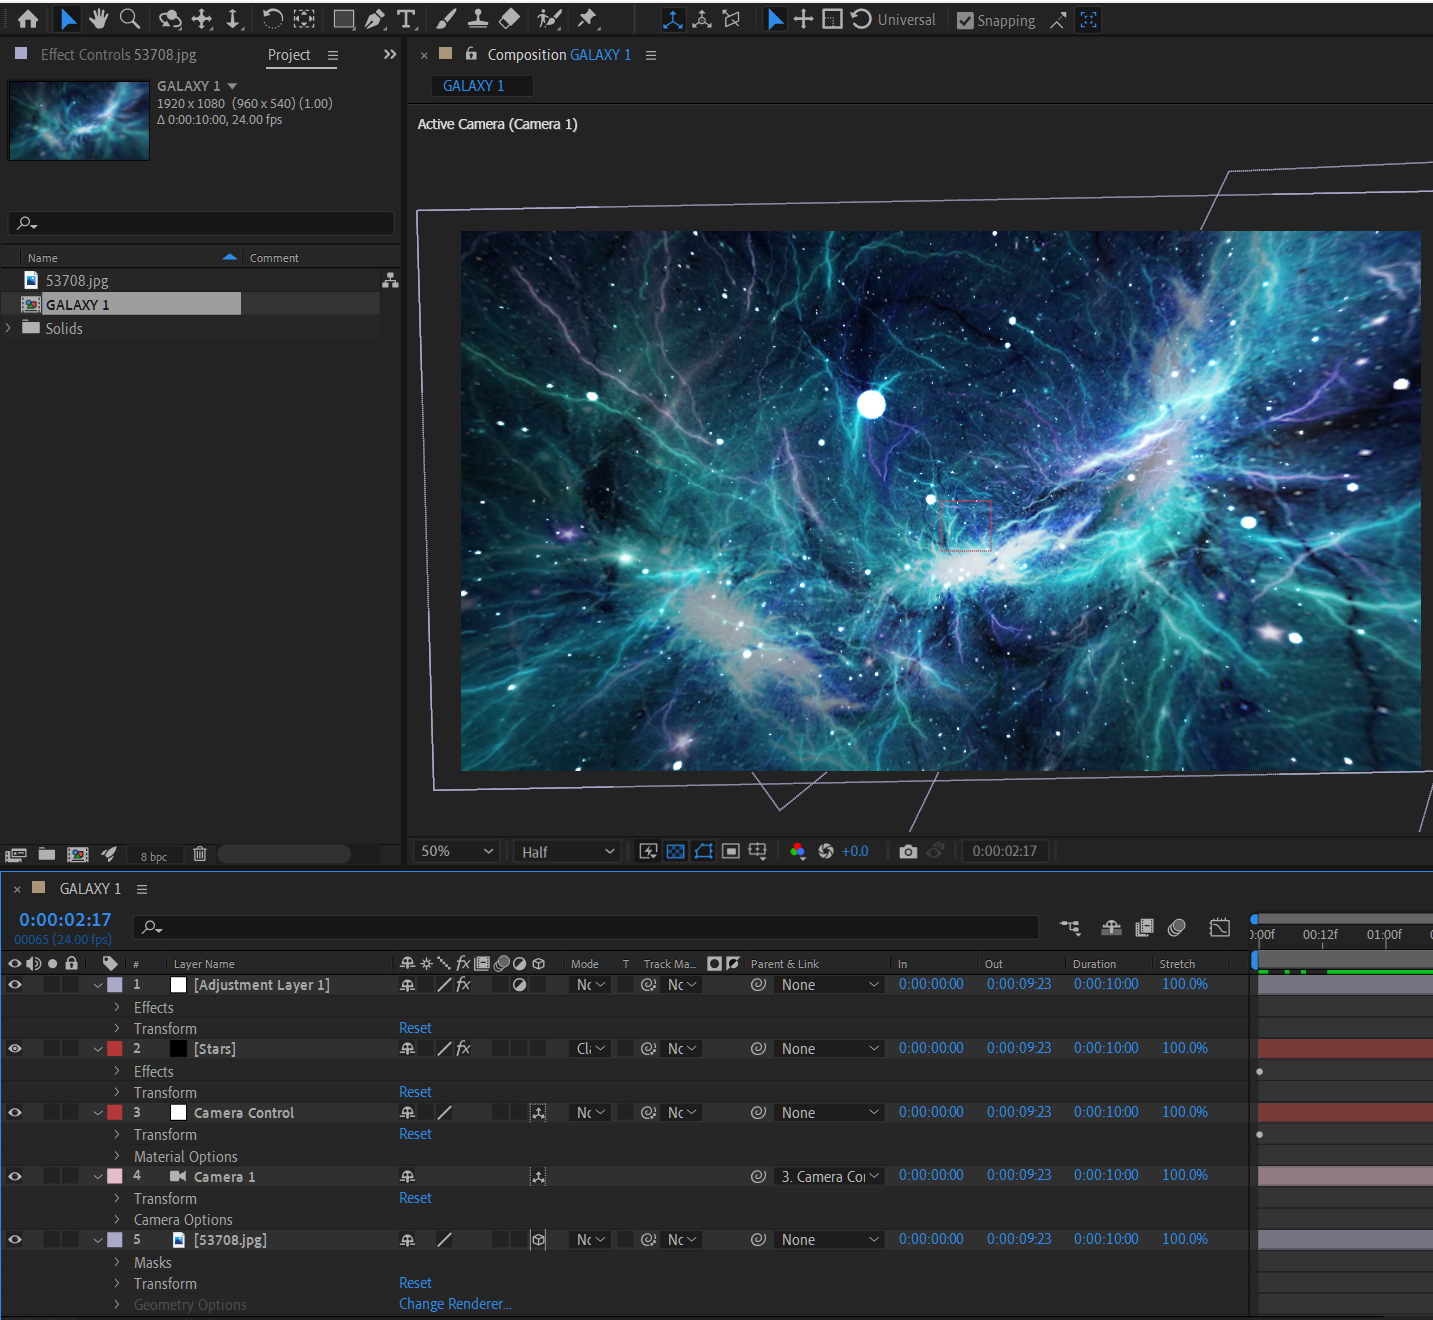 Universal Snapping
Effect Controls 53708.jpg Project
Composition GALAXY 1
GALAXY 1
1920 x 1080 (960 x 540) (1.00)
Δ 0:00:10:00, 24.00 fps
GALAXY 1
Active Camera (Camera 1)
Name Comment
53708.jpg
GALAXY 1
Solids
8 bpc
50% Half +0.0 0:00:02:17
GALAXY 1
0:00:02:17
00065 (24.00 fps)
00f 00:12f 01:00f
# Layer Name fx Mode T Track Ma... Parent & Link In Out Duration Stretch
1 [Adjustment Layer 1] fx Nc Nc None 0:00:00:00 0:00:09:23 0:00:10:00 100.0%
Effects
Transform Reset
2 [Stars] fx Cl Nc None 0:00:00:00 0:00:09:23 0:00:10:00 100.0%
Effects
Transform Reset
3 Camera Control Nc Nc None 0:00:00:00 0:00:09:23 0:00:10:00 100.0%
Transform Reset
Material Options
4 Camera 1 3. Camera Co 0:00:00:00 0:00:09:23 0:00:10:00 100.0%
Transform Reset
Camera Options
5 [53708.jpg] Nc Nc None 0:00:00:00 0:00:09:23 0:00:10:00 100.0%
Masks
Transform Reset
Geometry Options Change Renderer...